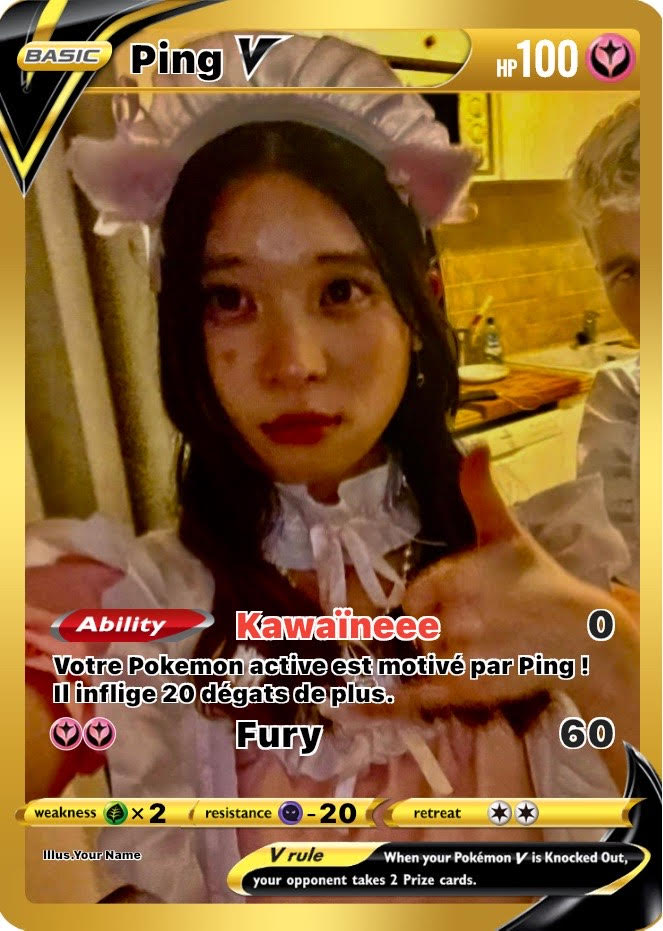 BASIC
Ping V
HP100
Ability Kawaïneee 0
Votre Pokemon active est motivé par Ping !
Il inflige 20 dégats de plus.
Fury 60
weakness ×2 resistance -20 retreat
Illus.Your Name
V rule When your Pokémon V is Knocked Out,
your opponent takes 2 Prize cards.